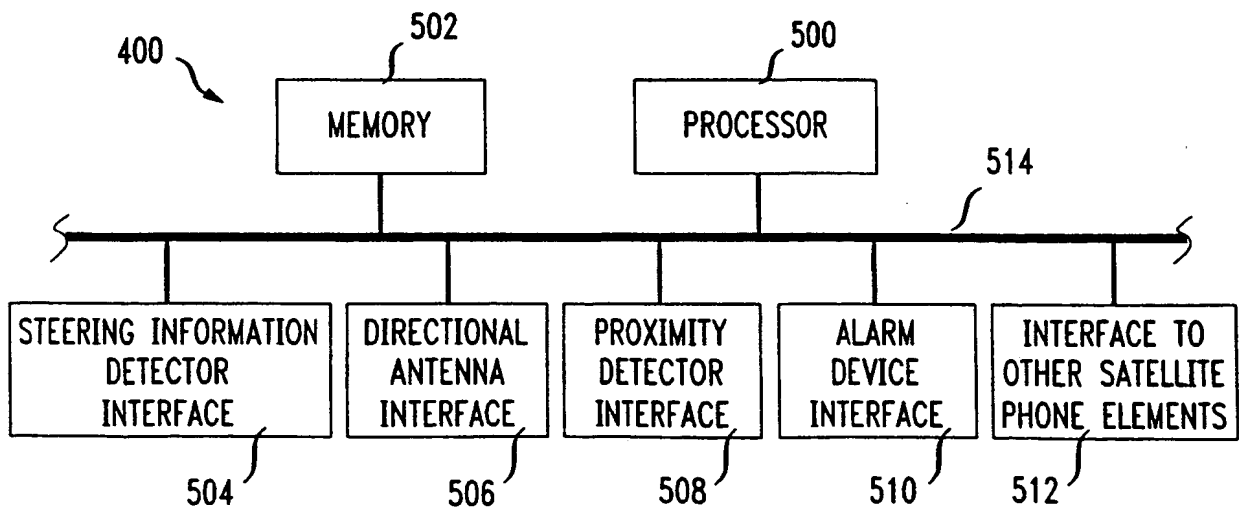 502
500
400
MEMORY
PROCESSOR
514
STEERING INFORMATION
DETECTOR
INTERFACE
DIRECTIONAL
ANTENNA
INTERFACE
PROXIMITY
DETECTOR
INTERFACE
ALARM
DEVICE
INTERFACE
INTERFACE TO
OTHER SATELLITE
PHONE ELEMENTS
504
506
508
510
512